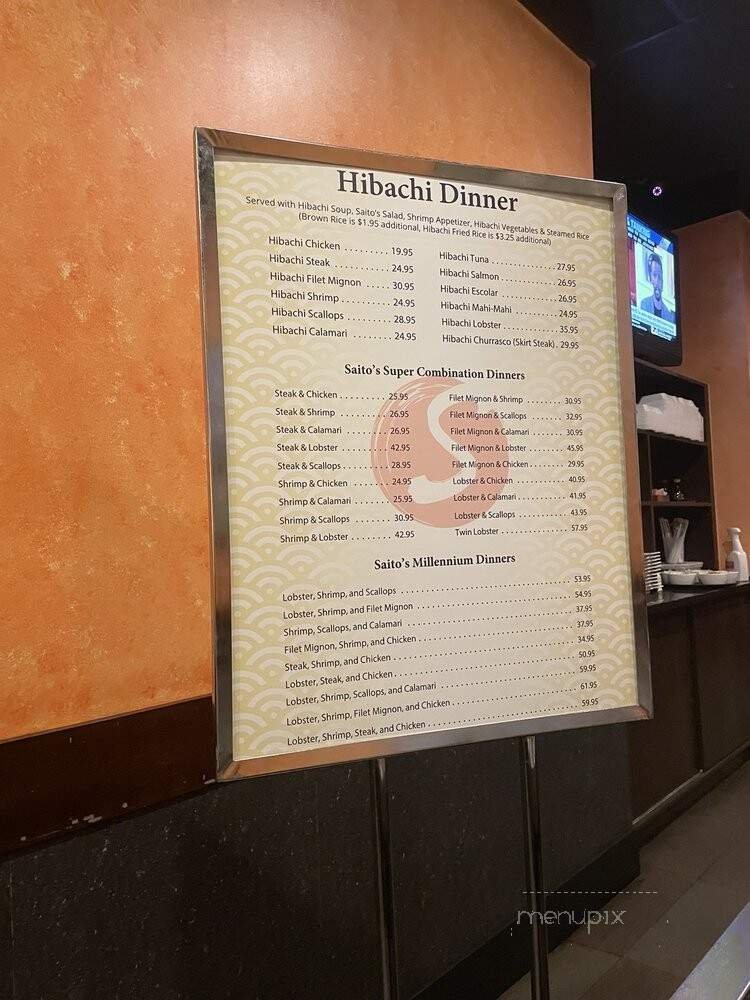 Hibachi Dinner
Served with Hibachi Soup, Saito's Salad, Shrimp Appetizer, Hibachi Vegetables & Steamed Rice
(Brown Rice is $1.95 additional, Hibachi Fried Rice is $3.25 additional)
Hibachi Chicken ......... 19.95
Hibachi Steak ........... 24.95
Hibachi Filet Mignon ..... 30.95
Hibachi Shrimp .......... 24.95
Hibachi Scallops ......... 28.95
Hibachi Calamari ......... 24.95
Hibachi Tuna ............. 27.95
Hibachi Salmon ........... 26.95
Hibachi Escolar ........... 26.95
Hibachi Mahi-Mahi ........ 24.95
Hibachi Lobster ........... 35.95
Hibachi Churrasco (Skirt Steak) . 29.95
Saito's Super Combination Dinners
Steak & Chicken .......... 25.95
Steak & Shrimp .......... 26.95
Steak & Calamari ......... 26.95
Steak & Lobster .......... 42.95
Steak & Scallops .......... 28.95
Shrimp & Chicken ........ 24.95
Shrimp & Calamari ........ 25.95
Shrimp & Scallops ........ 30.95
Shrimp & Lobster ......... 42.95
Filet Mignon & Shrimp ........ 30.95
Filet Mignon & Scallops ....... 32.95
Filet Mignon & Calamari ....... 30.95
Filet Mignon & Lobster ........ 45.95
Filet Mignon & Chicken ........ 29.95
Lobster & Chicken ............ 40.95
Lobster & Calamari ........... 41.95
Lobster & Scallops ........... 43.95
Twin Lobster ................ 57.95
Saito's Millennium Dinners
Lobster, Shrimp, and Scallops ........ 53.95
Lobster, Shrimp, and Filet Mignon ........ 54.95
Shrimp, Scallops, and Calamari ........ 37.95
Filet Mignon, Shrimp, and Chicken ........ 37.95
Steak, Shrimp, and Chicken ........ 34.95
Lobster, Steak, and Chicken ........ 50.95
Lobster, Shrimp, Scallops, and Calamari ........ 59.95
Lobster, Shrimp, Filet Mignon, and Chicken ........ 61.95
Lobster, Shrimp, Steak, and Chicken ........ 59.95
menupix